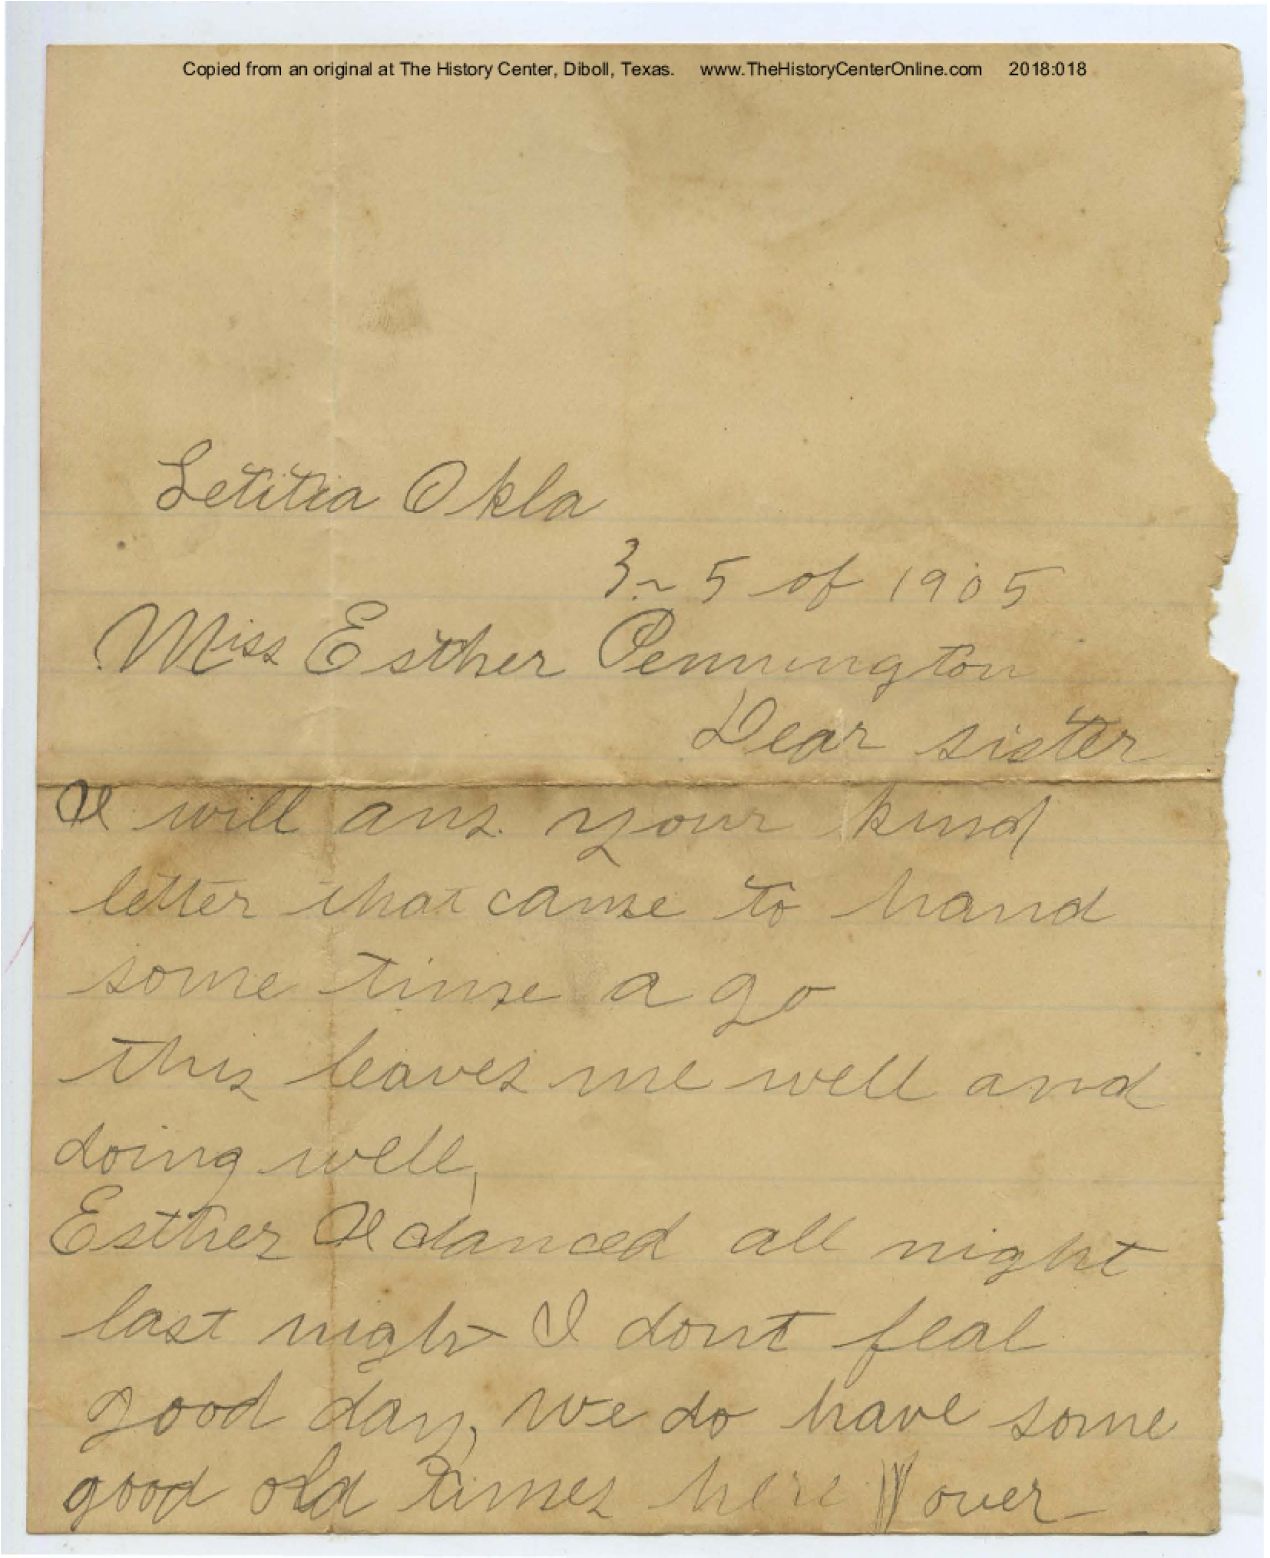 Copied from an original at The History Center, Diboll, Texas. www.TheHistoryCenterOnline.com 2018:018
Letitia Okla
3 ~ 5 of 1905
Miss Esther Pennington
Dear sister
I will ans. your kind
letter that came to hand
some time a go
this leaves me well and
doing well,
Esther I danced all night
last night I dont feal
good day, we do have some
good old times here over